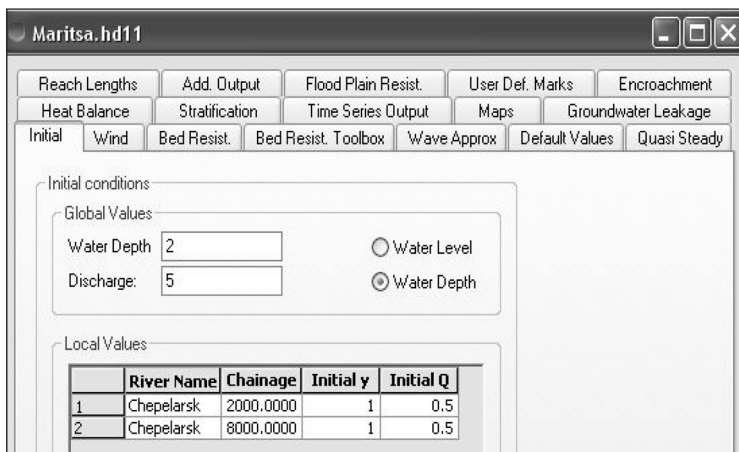 Maritsa.hd11
Reach Lengths Add. Output Flood Plain Resist. User Def. Marks Encroachment
Heat Balance Stratification Time Series Output Maps Groundwater Leakage
Initial Wind Bed Resist. Bed Resist. Toolbox Wave Approx Default Values Quasi Steady
Initial conditions
Global Values
Water Depth 2 Water Level
Discharge: 5 Water Depth
Local Values
River Name Chainage Initial y Initial Q
1 Chepelarsk 2000.0000 1 0.5
2 Chepelarsk 8000.0000 1 0.5